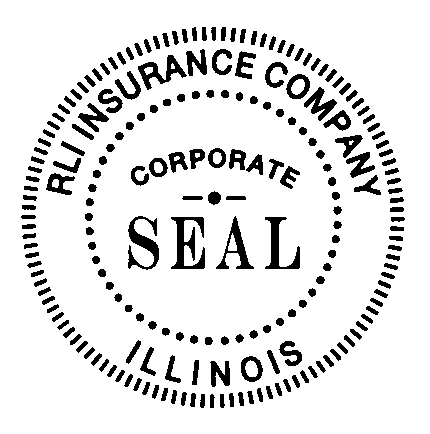 RLI INSURANCE COMPANY
CORPORATE
SEAL
ILLINOIS